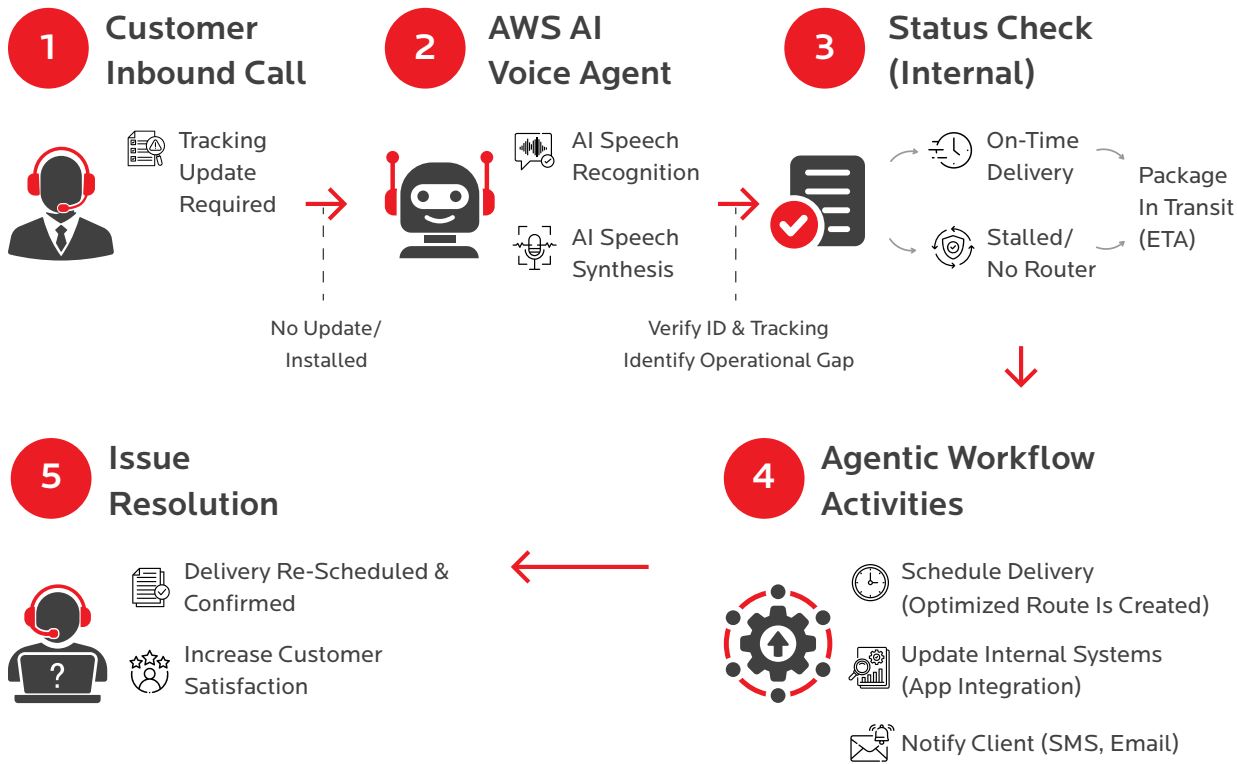 1
Customer
Inbound Call
Tracking
Update
Required
No Update/
Installed
2
AWS AI
Voice Agent
AI Speech
Recognition
AI Speech
Synthesis
Verify ID & Tracking
Identify Operational Gap
3
Status Check
(Internal)
On-Time
Delivery
Stalled/
No Router
Package
In Transit
(ETA)
4
Agentic Workflow
Activities
Schedule Delivery
(Optimized Route Is Created)
Update Internal Systems
(App Integration)
Notify Client (SMS, Email)
5
Issue
Resolution
Delivery Re-Scheduled &
Confirmed
Increase Customer
Satisfaction
?